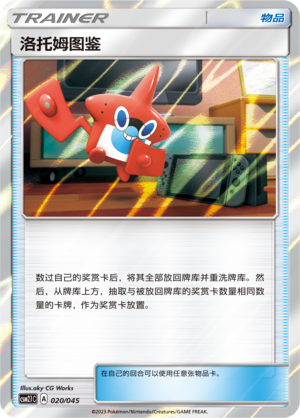 TRAINER 物品
洛托姆图鉴
数过自己的奖赏卡后，将其全部放回牌库并重洗牌库。然
后，从牌库上方，抽取与被放回牌库的奖赏卡数量相同数
量的卡牌，作为奖赏卡放置。
Illus.aky CG Works
CSM2.1C A 020/045
在自己的回合可以使用任意张物品卡。
©2023 Pokémon/Nintendo/Creatures/GAME FREAK.